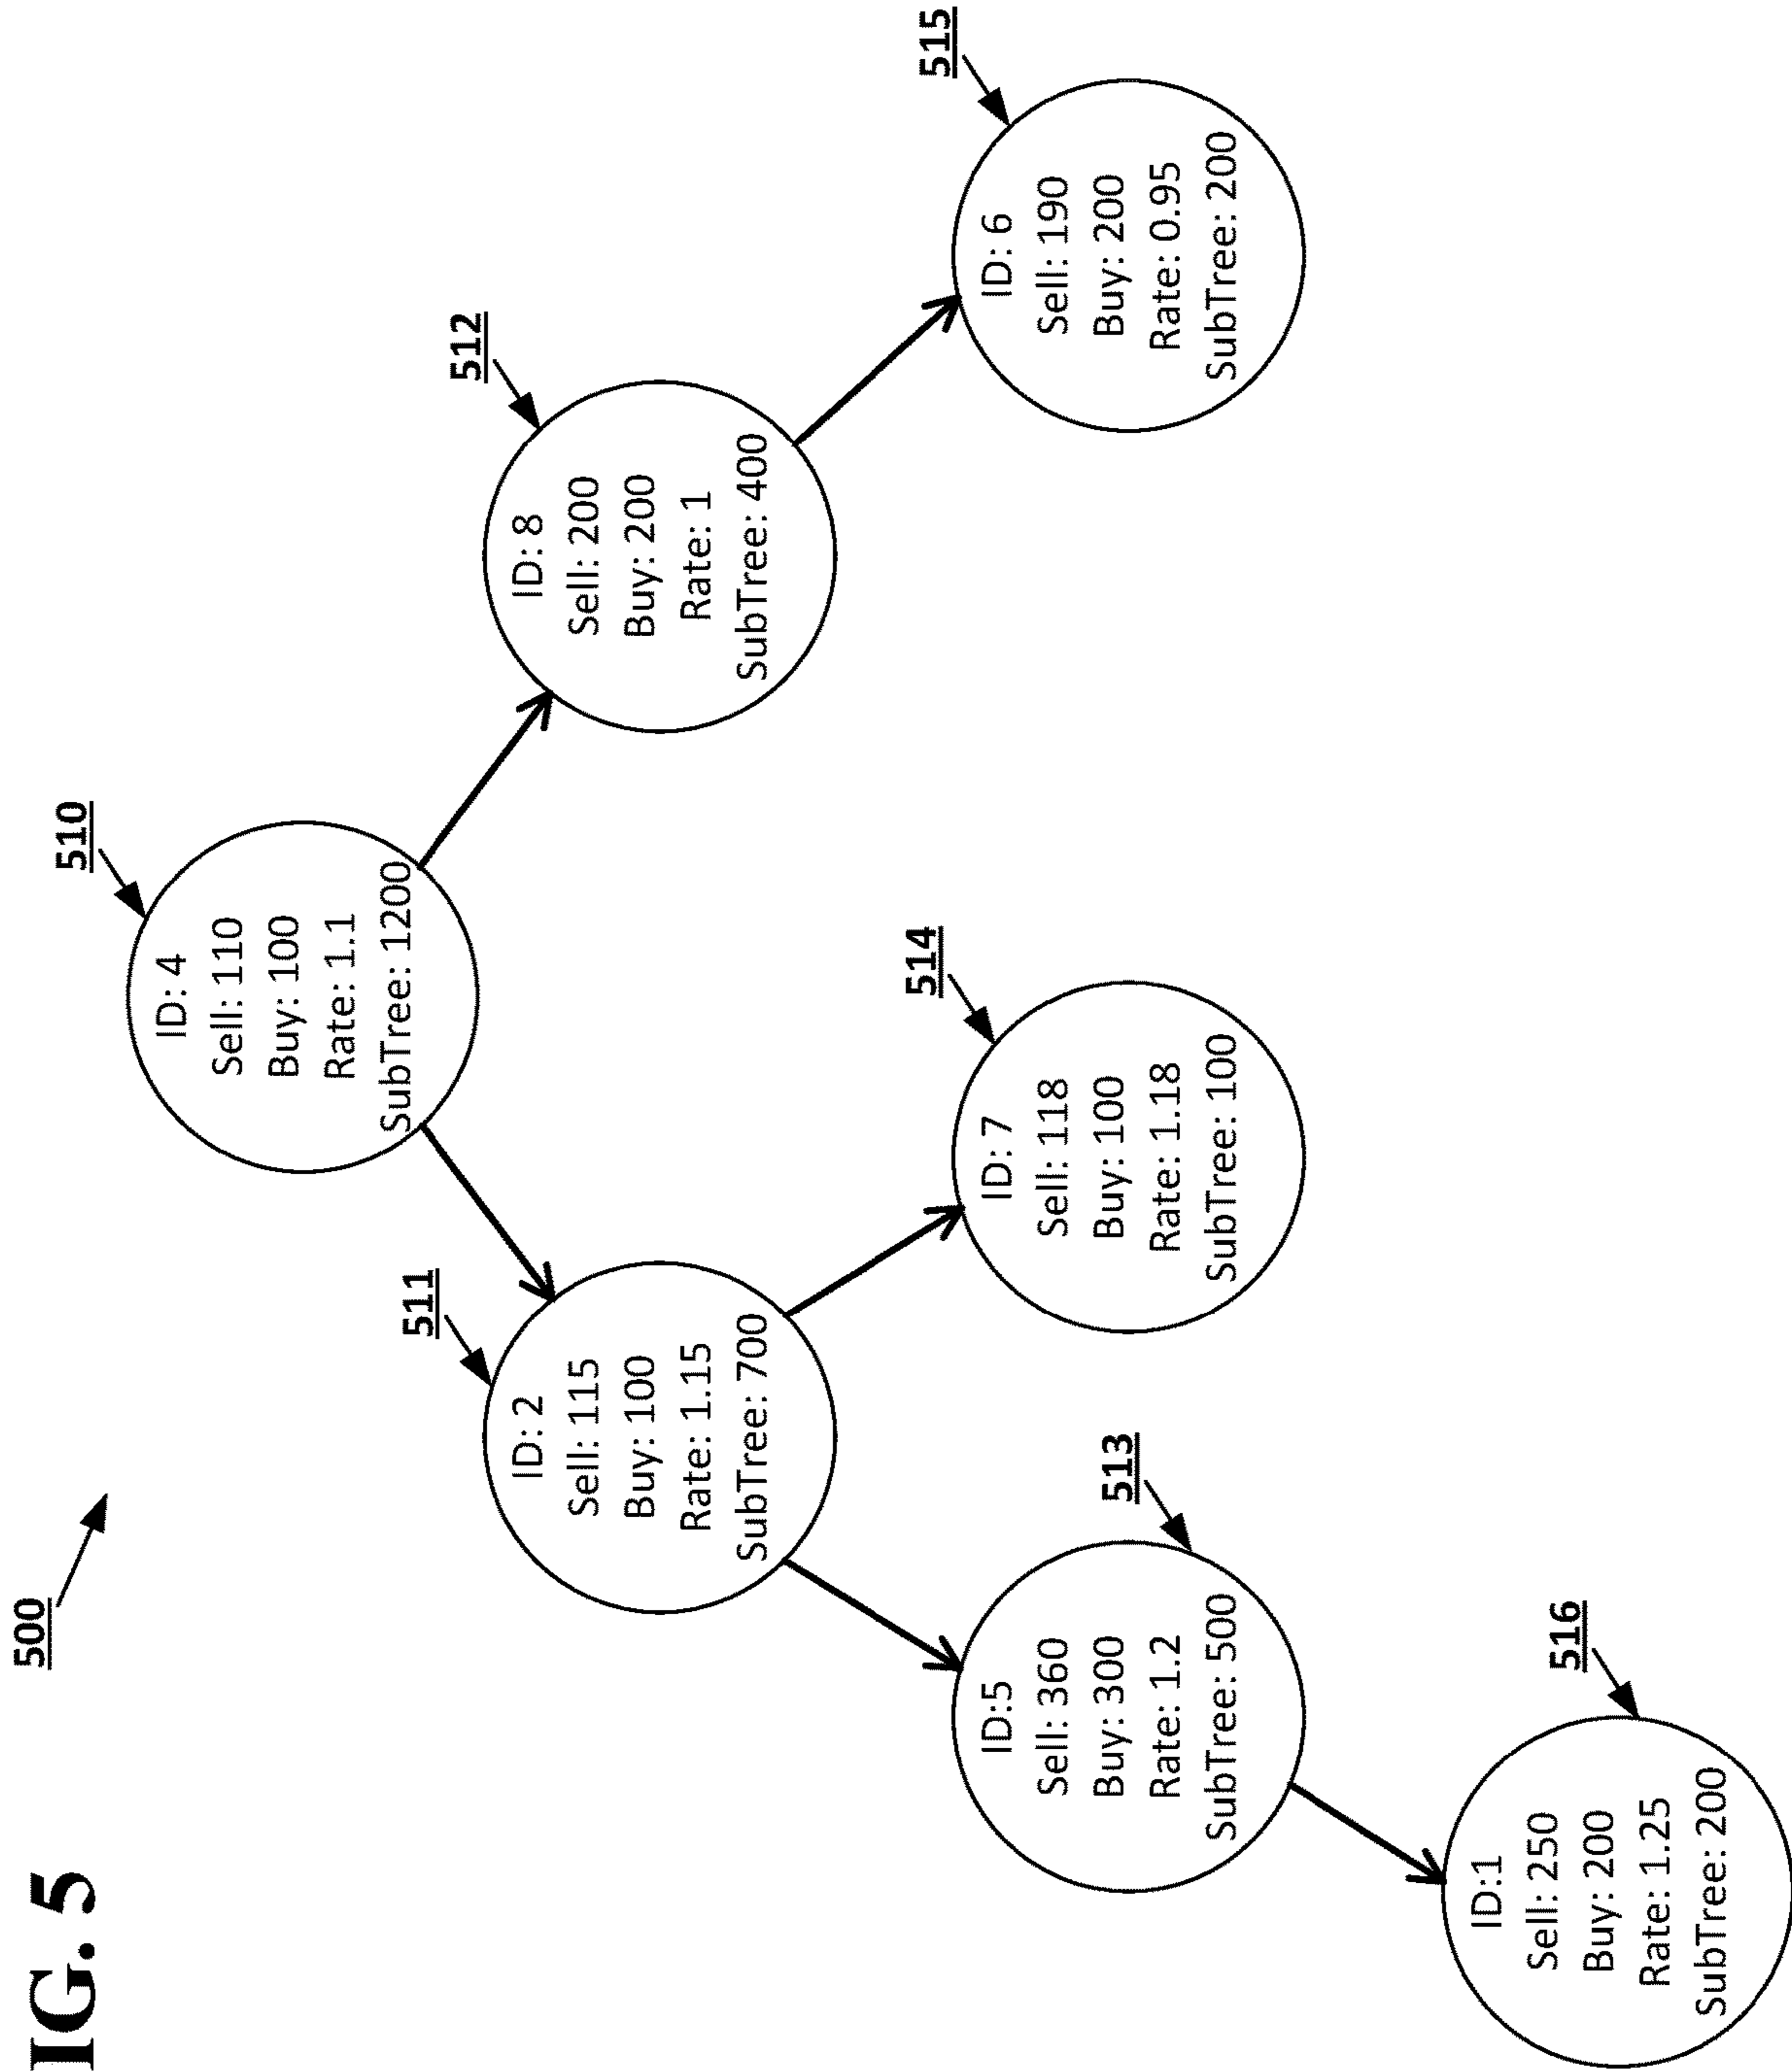 IG. 5
500
510
ID: 4
Sell: 110
Buy: 100
Rate: 1.1
SubTree: 1200
511
ID: 2
Sell: 115
Buy: 100
Rate: 1.15
SubTree: 700
512
ID: 8
Sell: 200
Buy: 200
Rate: 1
SubTree: 400
513
ID:5
Sell: 360
Buy: 300
Rate: 1.2
SubTree: 500
514
ID: 7
Sell: 118
Buy: 100
Rate: 1.18
SubTree: 100
515
ID: 6
Sell: 190
Buy: 200
Rate: 0.95
SubTree: 200
516
ID:1
Sell: 250
Buy: 200
Rate: 1.25
SubTree: 200